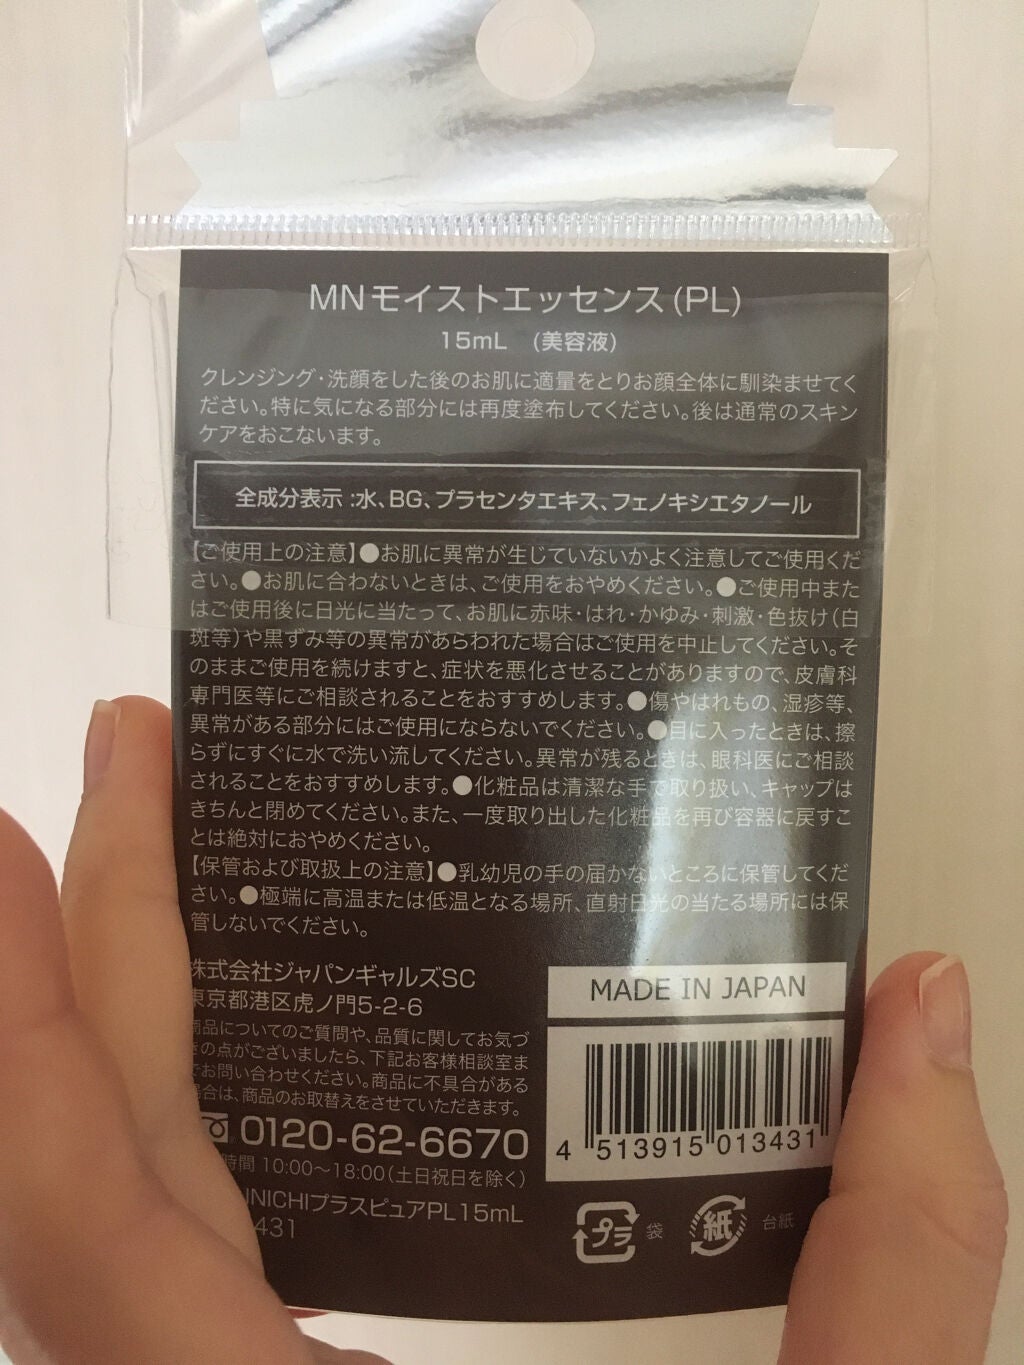 MNモイストエッセンス(PL)
15mL (美容液)
クレンジング・洗顔をした後のお肌に適量をとりお顔全体に馴染ませてく
ださい。特に気になる部分には再度塗布してください。後は通常のスキン
ケアをおこないます。
全成分表示:水、BG、プラセンタエキス、フェノキシエタノール
【ご使用上の注意】●お肌に異常が生じていないかよく注意してご使用くだ
さい。●お肌に合わないときは、ご使用をおやめください。●ご使用中また
はご使用後に日光に当たって、お肌に赤味・はれ・かゆみ・刺激・色抜け(白
斑等)や黒ずみ等の異常があらわれた場合はご使用を中止してください。そ
のままご使用を続けますと、症状を悪化させることがありますので、皮膚科
専門医等にご相談されることをおすすめします。●傷やはれもの、湿疹等、
異常がある部分にはご使用にならないでください。●目に入ったときは、擦
らずにすぐに水で洗い流してください。異常が残るときは、眼科医にご相談
されることをおすすめします。●化粧品は清潔な手で取り扱い、キャップは
きちんと閉めてください。また、一度取り出した化粧品を再び容器に戻すこ
とは絶対におやめください。
【保管および取扱上の注意】●乳幼児の手の届かないところに保管してくだ
さい。●極端に高温または低温となる場所、直射日光の当たる場所には保
管しないでください。
株式会社ジャパンギャルズSC
東京都港区虎ノ門5-2-6
商品についてのご質問や、品質に関してお気づ
きの点がございましたら、下記お客様相談室ま
でお問い合わせください。商品に不具合がある
場合は、商品のお取替えをさせていただきます。
0120-62-6670
時間 10:00～18:00(土日祝日を除く)
INICHIプラスピュアPL15mL
431
MADE IN JAPAN
4 513915 013431
プラ 袋
紙 台紙